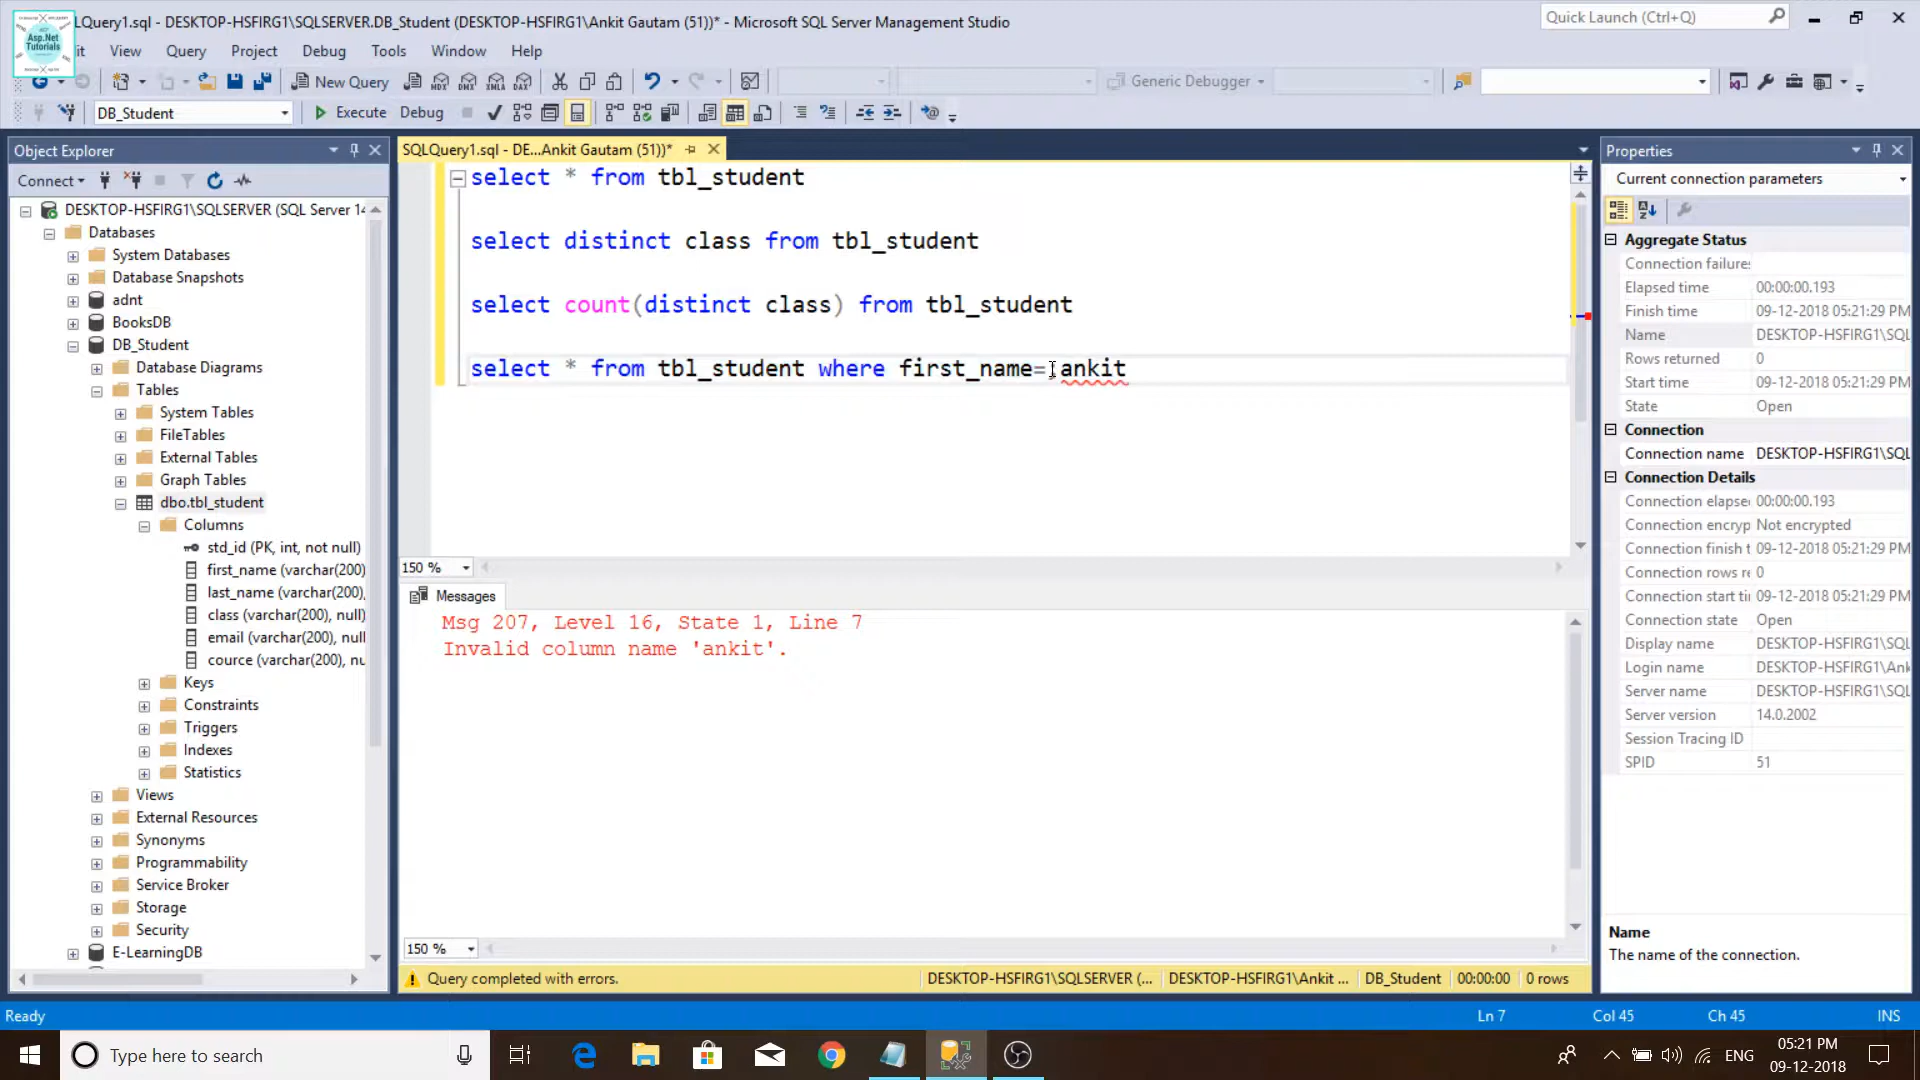 LQuery1.sql - DESKTOP-HSFIRG1\SQLSERVER.DB_Student (DESKTOP-HSFIRG1\Ankit Gautam (51))* - Microsoft SQL Server Management Studio
Quick Launch (Ctrl+Q)
Asp.Net
Tutorials
it View Query Project Debug Tools Window Help
New Query
Generic Debugger
DB_Student
Execute Debug
Object Explorer
Connect
DESKTOP-HSFIRG1\SQLSERVER (SQL Server 14
Databases
System Databases
Database Snapshots
adnt
BooksDB
DB_Student
Database Diagrams
Tables
System Tables
FileTables
External Tables
Graph Tables
dbo.tbl_student
Columns
std_id (PK, int, not null)
first_name (varchar(200)
last_name (varchar(200),
class (varchar(200), null)
email (varchar(200), null
cource (varchar(200), nu
Keys
Constraints
Triggers
Indexes
Statistics
Views
External Resources
Synonyms
Programmability
Service Broker
Storage
Security
E-LearningDB
SQLQuery1.sql - DE...Ankit Gautam (51))*
select * from tbl_student
select distinct class from tbl_student
select count(distinct class) from tbl_student
select * from tbl_student where first_name= ankit
150 %
Messages
Msg 207, Level 16, State 1, Line 7
Invalid column name 'ankit'.
150 %
Query completed with errors.
DESKTOP-HSFIRG1\SQLSERVER (... DESKTOP-HSFIRG1\Ankit ... DB_Student 00:00:00 0 rows
Properties
Current connection parameters
Aggregate Status
Connection failures
Elapsed time 00:00:00.193
Finish time 09-12-2018 05:21:29 PM
Name DESKTOP-HSFIRG1\SQL
Rows returned 0
Start time 09-12-2018 05:21:29 PM
State Open
Connection
Connection name DESKTOP-HSFIRG1\SQL
Connection Details
Connection elapse 00:00:00.193
Connection encryp Not encrypted
Connection finish t 09-12-2018 05:21:29 PM
Connection rows re 0
Connection start ti 09-12-2018 05:21:29 PM
Connection state Open
Display name DESKTOP-HSFIRG1\SQL
Login name DESKTOP-HSFIRG1\Ank
Server name DESKTOP-HSFIRG1\SQL
Server version 14.0.2002
Session Tracing ID
SPID 51
Name
The name of the connection.
Ready
Ln 7 Col 45 Ch 45 INS
Type here to search
ENG
05:21 PM
09-12-2018